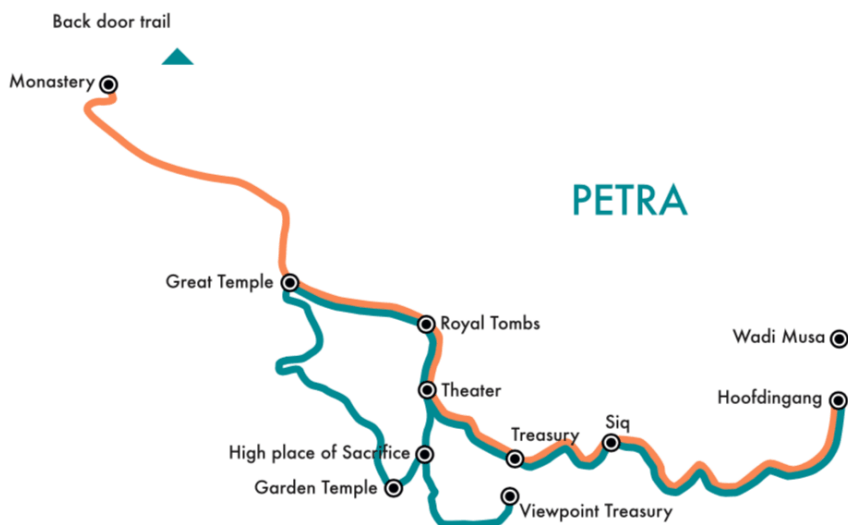 Back door trail
Monastery
PETRA
Great Temple
Royal Tombs
Wadi Musa
Theater
Hoofdingang
Siq
Treasury
High place of Sacrifice
Garden Temple
Viewpoint Treasury